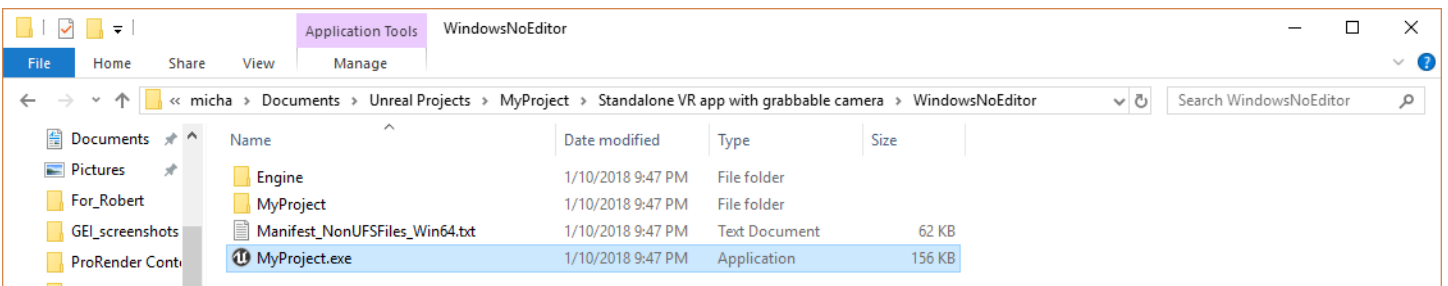 Application Tools WindowsNoEditor
File Home Share View Manage
« micha > Documents > Unreal Projects > MyProject > Standalone VR app with grabbable camera > WindowsNoEditor Search WindowsNoEditor
Documents
Pictures
For_Robert
GEI_screenshots
ProRender Conte
Name Date modified Type Size
Engine 1/10/2018 9:47 PM File folder
MyProject 1/10/2018 9:47 PM File folder
Manifest_NonUFSFiles_Win64.txt 1/10/2018 9:47 PM Text Document 62 KB
MyProject.exe 1/10/2018 9:47 PM Application 156 KB